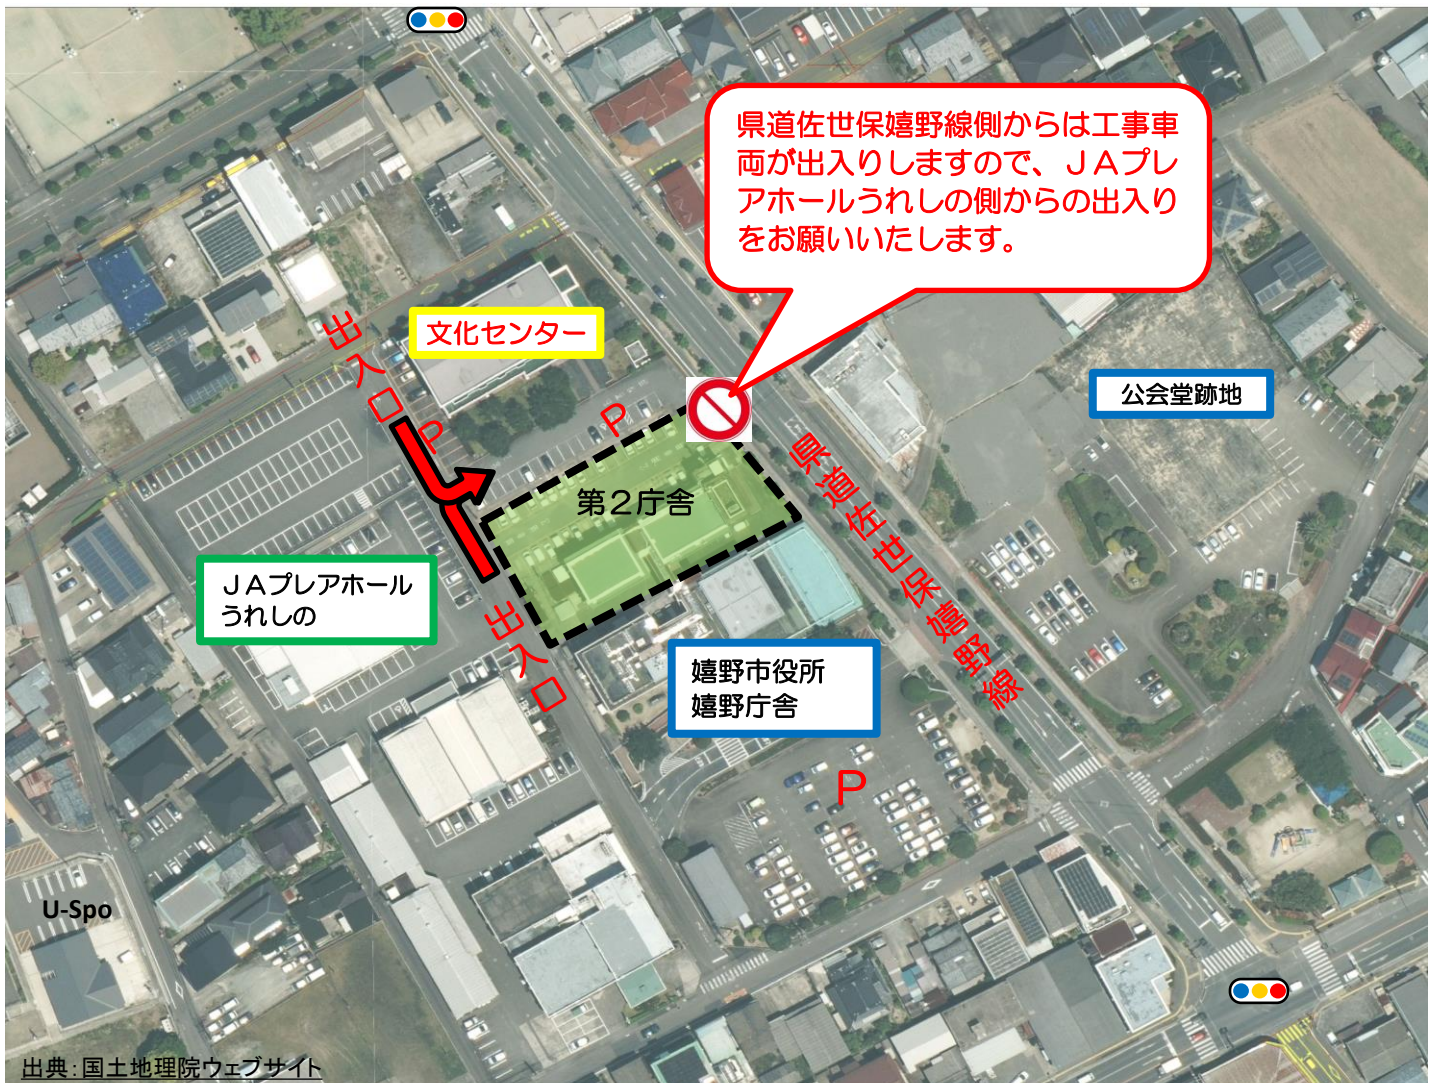 県道佐世保嬉野線側からは工事車
両が出入りしますので、ＪＡプレ
アホールうれしの側からの出入り
をお願いいたします。
文化センター
出入口
P
P
公会堂跡地
第２庁舎
県道佐世保嬉野線
ＪＡプレアホール
うれしの
出入口
嬉野市役所
嬉野庁舎
P
U-Spo
出典：国土地理院ウェブサイト